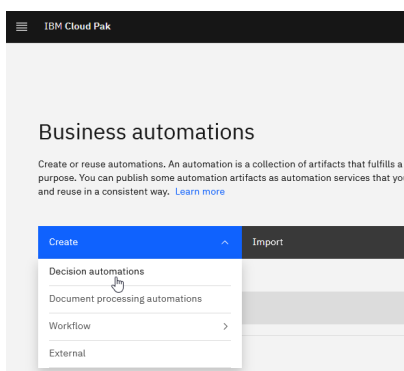 IBM Cloud Pak
Business automations
Create or reuse automations. An automation is a collection of artifacts that fulfills a
purpose. You can publish some automation artifacts as automation services that you
and reuse in a consistent way. Learn more
Create
Import
Decision automations
Document processing automations
Workflow
External